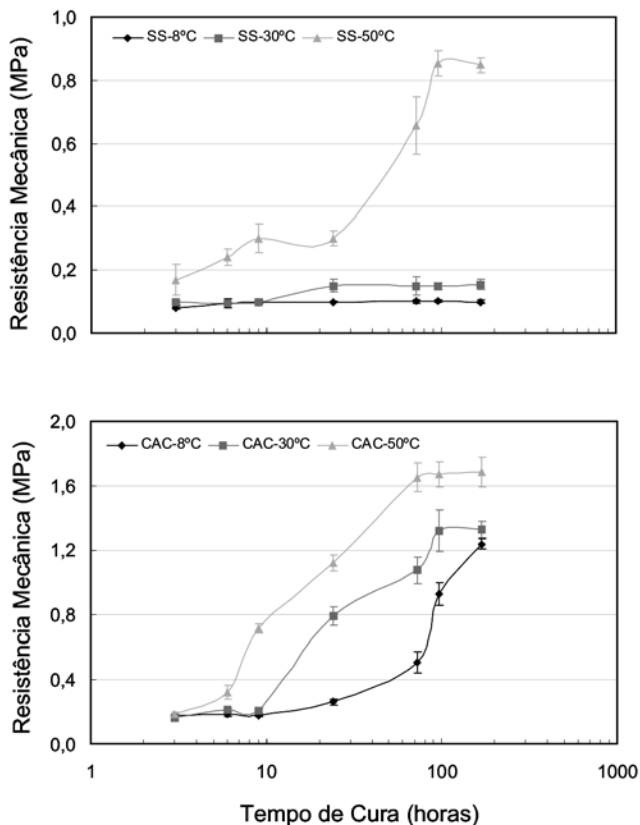 Resistência Mecânica (MPa)
1,0
0,8
0,6
0,4
0,2
0,0
SS-8ºC SS-30ºC SS-50ºC
Resistência Mecânica (MPa)
2,0
1,6
1,2
0,8
0,4
0,0
CAC-8ºC CAC-30ºC CAC-50ºC
1 10 100 1000
Tempo de Cura (horas)